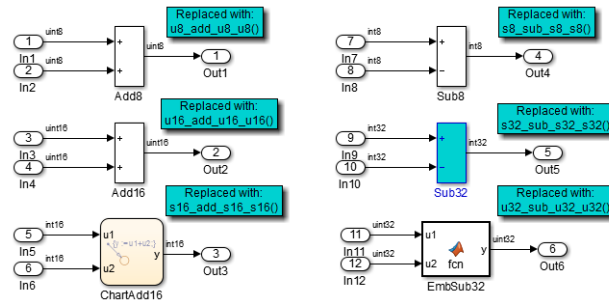 Replaced with:
u8_add_u8_u8()
uint8
1
In1
uint8
2
In2
+
+
Add8
uint8
1
Out1
Replaced with:
u16_add_u16_u16()
uint16
3
In3
uint16
4
In4
+
+
Add16
uint16
2
Out2
Replaced with:
s16_add_s16_s16()
int16
5
In5
int16
6
In6
u1
u2
{y:=u1+u2;}
y
ChartAdd16
int16
3
Out3
Replaced with:
s8_sub_s8_s8()
int8
7
In7
int8
8
In8
+
−
Sub8
int8
4
Out4
Replaced with:
s32_sub_s32_s32()
int32
9
In9
int32
10
In10
+
−
Sub32
int32
5
Out5
Replaced with:
u32_sub_u32_u32()
uint32
11
In11
uint32
12
In12
u1
u2
fcn
y
EmbSub32
uint32
6
Out6